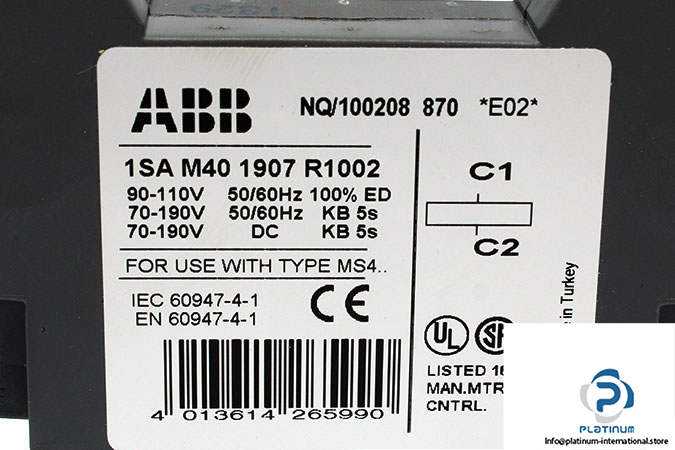 ABB
NQ/100208 870 *E02*
1SA M40 1907 R1002
90-110V 50/60Hz 100% ED
70-190V 50/60Hz KB 5s
70-190V DC KB 5s
FOR USE WITH TYPE MS4..
IEC 60947-4-1
EN 60947-4-1
CE
4 013614 265990
C1
C2
UL
LISTED
MAN.MTR
CNTRL.
in Turkey
PLATINUM
info@platinum-international.store